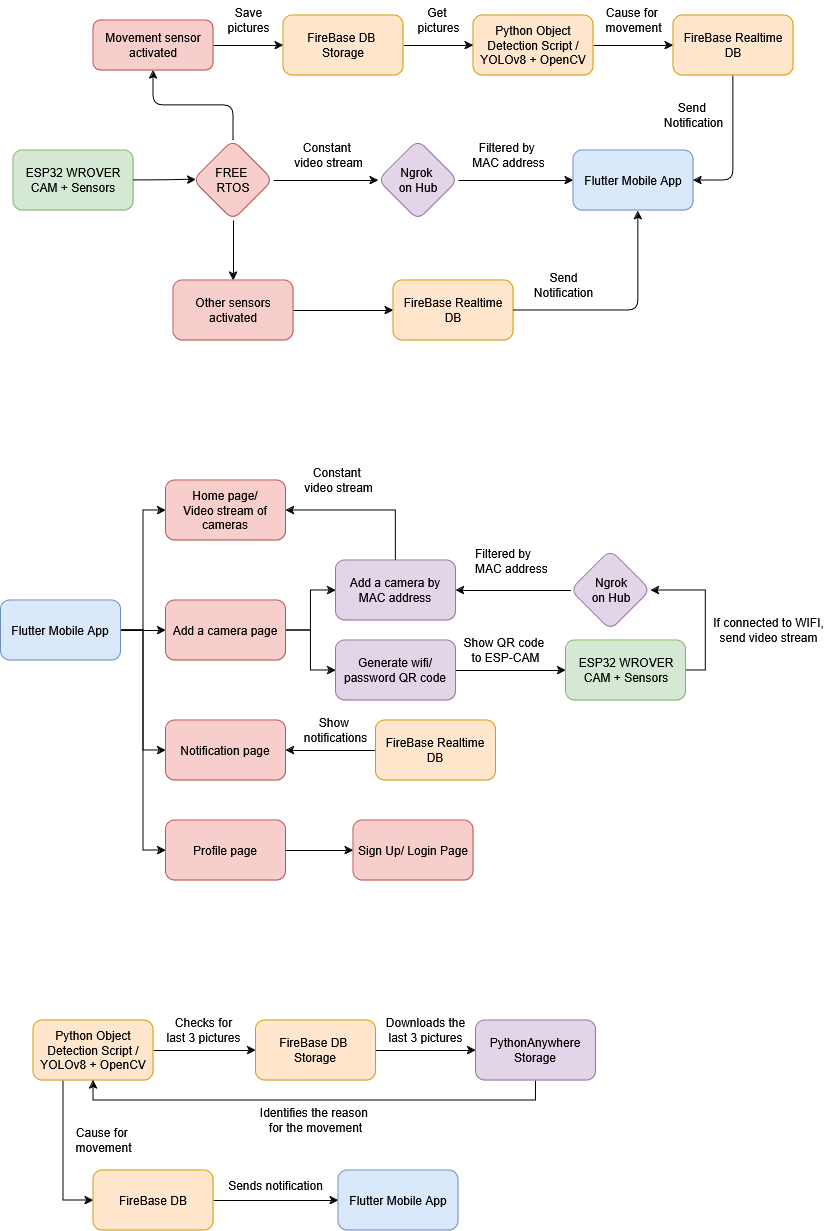 Save
pictures
Get
pictures
Cause for
movement
Movement sensor
activated
FireBase DB
Storage
Python Object
Detection Script /
YOLOv8 + OpenCV
FireBase Realtime
DB
Send
Notification
Constant
video stream
Filtered by
MAC address
ESP32 WROVER
CAM + Sensors
FREE
RTOS
Ngrok
on Hub
Flutter Mobile App
Send
Notification
Other sensors
activated
FireBase Realtime
DB
Constant
video stream
Home page/
Video stream of
cameras
Filtered by
MAC address
Add a camera by
MAC address
Ngrok
on Hub
Flutter Mobile App
Add a camera page
If connected to WIFI,
send video stream
Show QR code
to ESP-CAM
Generate wifi/
password QR code
ESP32 WROVER
CAM + Sensors
Show
notifications
Notification page
FireBase Realtime
DB
Profile page
Sign Up/ Login Page
Checks for
last 3 pictures
Downloads the
last 3 pictures
Python Object
Detection Script /
YOLOv8 + OpenCV
FireBase DB
Storage
PythonAnywhere
Storage
Identifies the reason
for the movement
Cause for
movement
Sends notification
FireBase DB
Flutter Mobile App